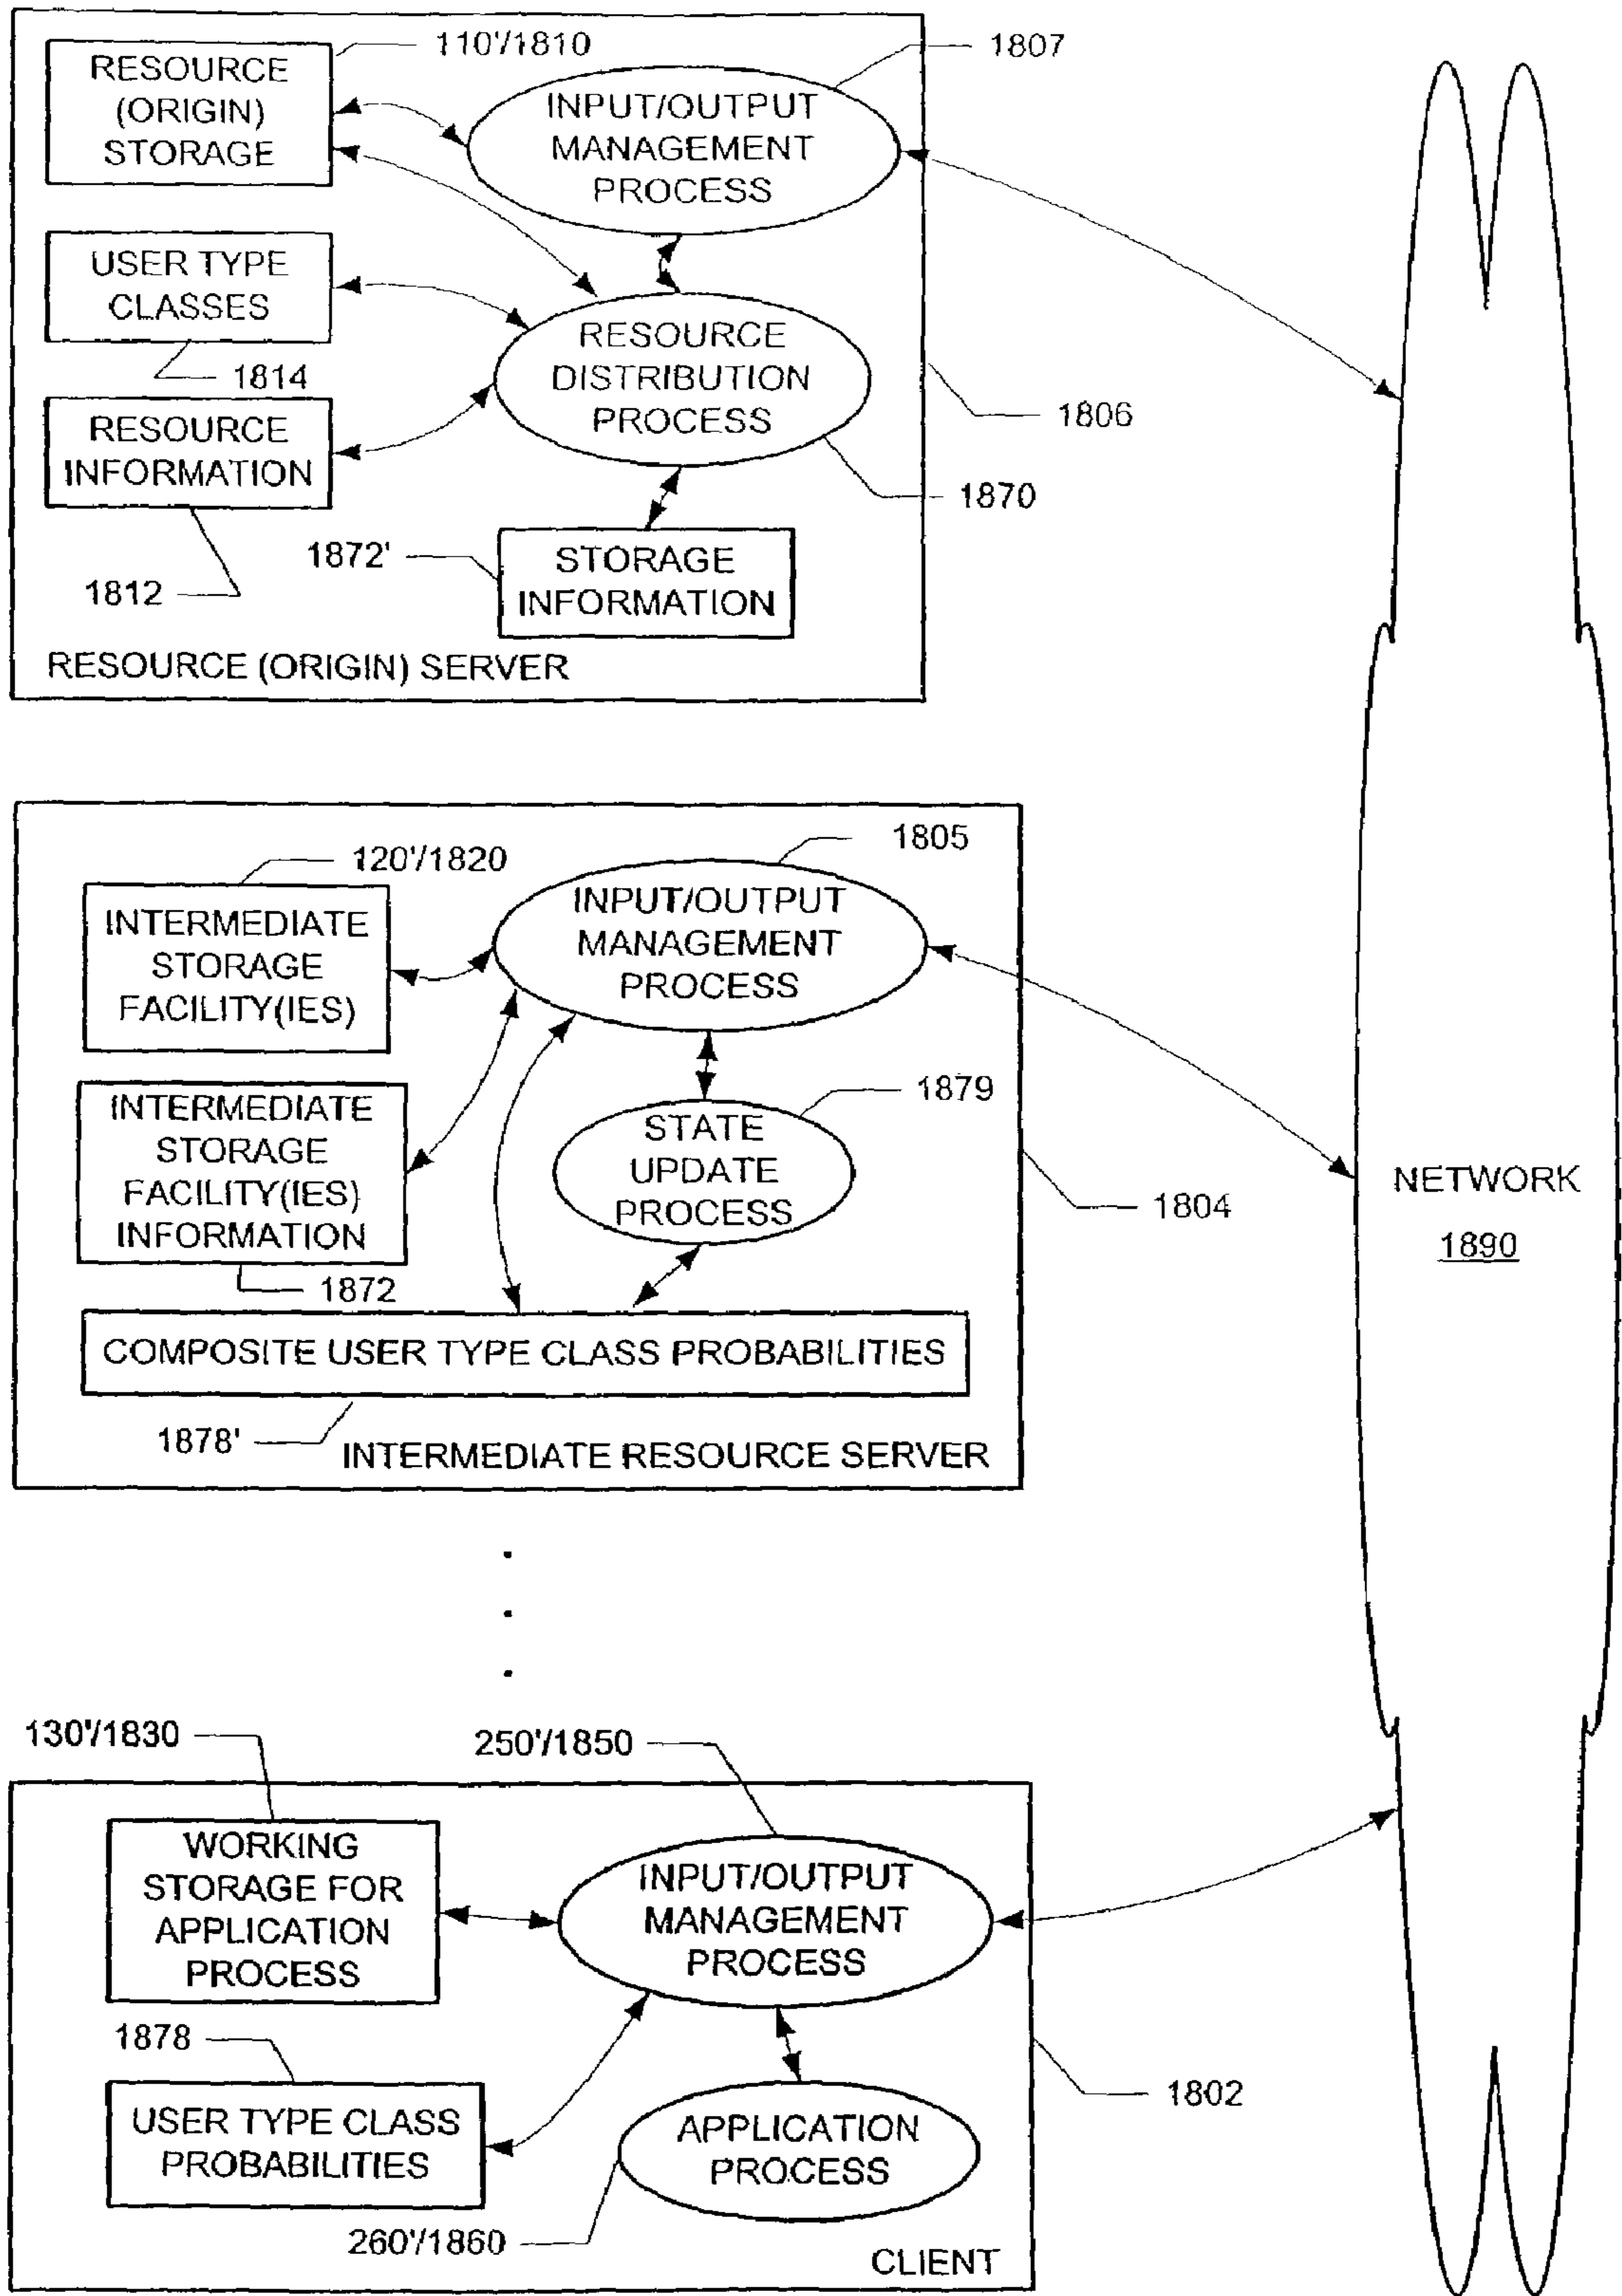 110'/1810
1807
RESOURCE
(ORIGIN)
STORAGE
INPUT/OUTPUT
MANAGEMENT
PROCESS
USER TYPE
CLASSES
1814
RESOURCE
DISTRIBUTION
PROCESS
1806
RESOURCE
INFORMATION
1870
1812
1872'
STORAGE
INFORMATION
RESOURCE (ORIGIN) SERVER
120'/1820
1805
INTERMEDIATE
STORAGE
FACILITY(IES)
INPUT/OUTPUT
MANAGEMENT
PROCESS
1879
INTERMEDIATE
STORAGE
FACILITY(IES)
INFORMATION
STATE
UPDATE
PROCESS
1804
NETWORK
1890
1872
COMPOSITE USER TYPE CLASS PROBABILITIES
1878'
INTERMEDIATE RESOURCE SERVER
130'/1830
250'/1850
WORKING
STORAGE FOR
APPLICATION
PROCESS
INPUT/OUTPUT
MANAGEMENT
PROCESS
1878
1802
USER TYPE CLASS
PROBABILITIES
APPLICATION
PROCESS
260'/1860
CLIENT